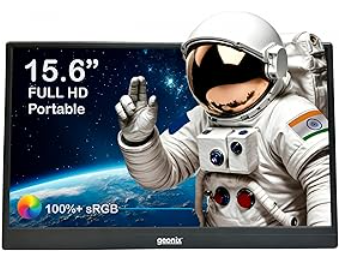 15.6”
FULL HD
Portable
100%+ sRGB
geonix